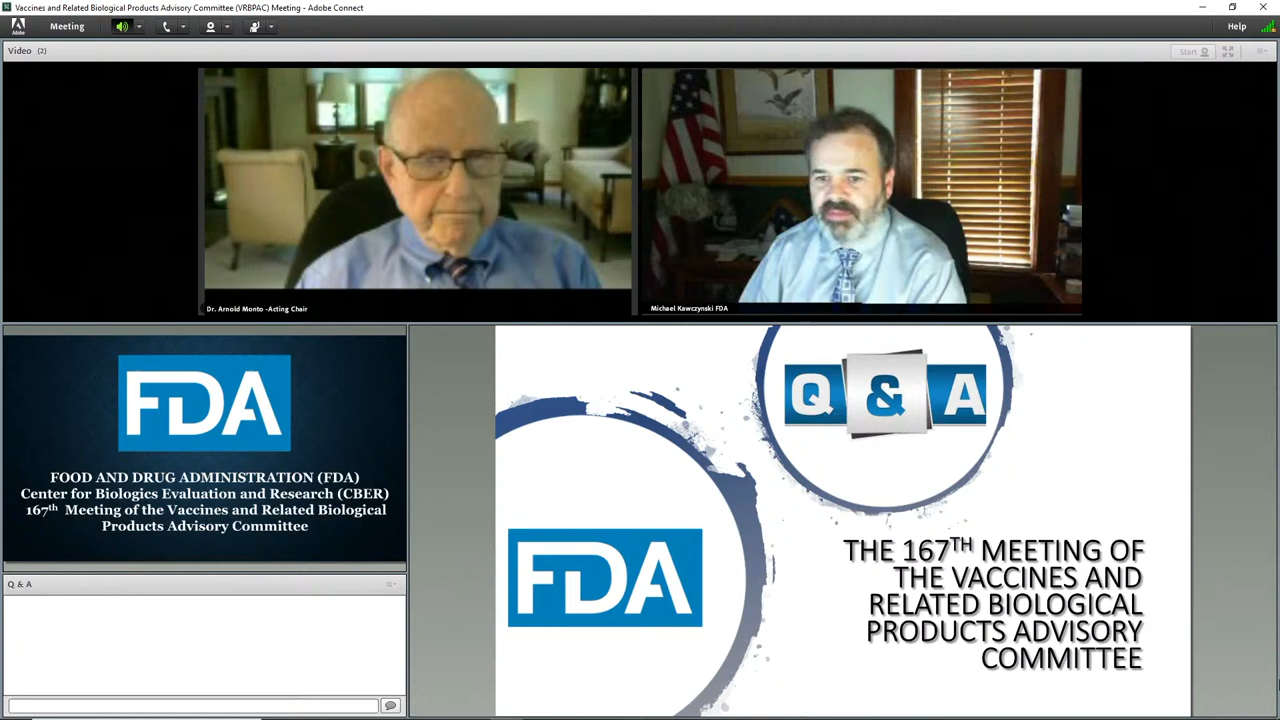 Vaccines and Related Biological Products Advisory Committee (VRBPAC) Meeting - Adobe Connect
Adobe
Meeting
Help
Video (2)
Start
Dr. Arnold Monto -Acting Chair
Michael Kawczynski FDA
FDA
FOOD AND DRUG ADMINISTRATION (FDA)
Center for Biologics Evaluation and Research (CBER)
167th Meeting of the Vaccines and Related Biological
Products Advisory Committee
Q & A
Q & A
FDA
THE 167TH MEETING OF
THE VACCINES AND
RELATED BIOLOGICAL
PRODUCTS ADVISORY
COMMITTEE